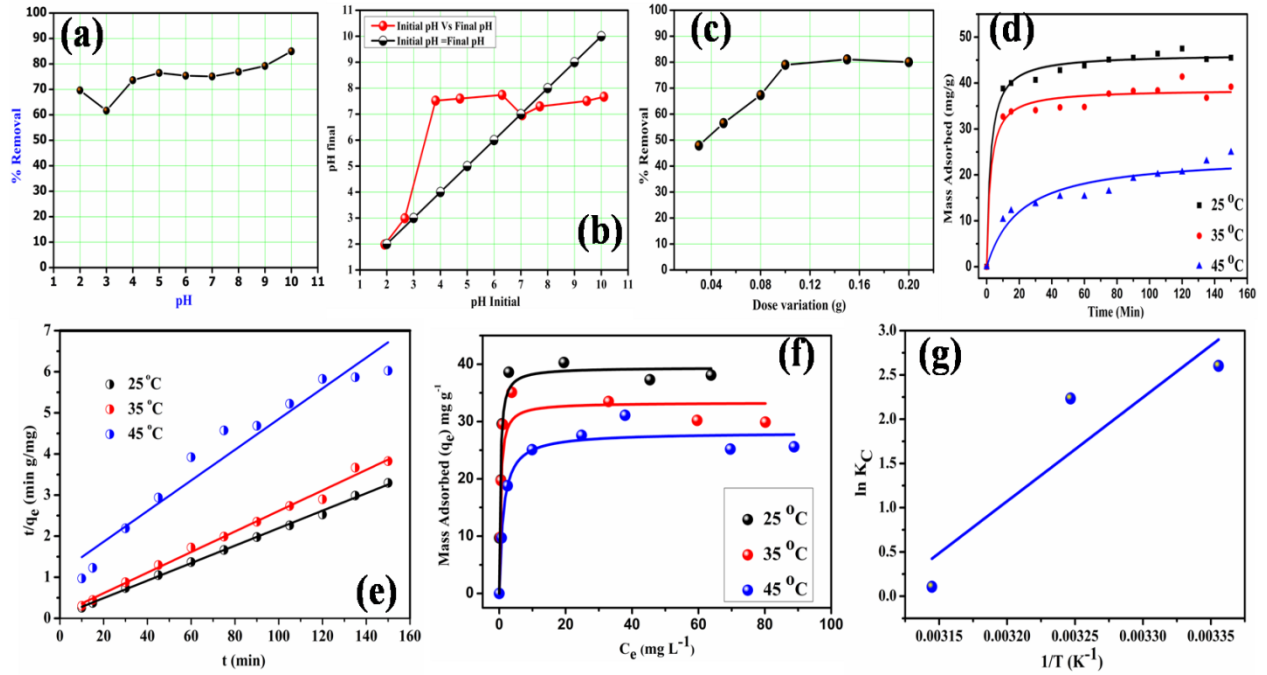 (a)
% Removal
100
90
80
70
60
50
40
30
20
10
0
1 2 3 4 5 6 7 8 9 10 11
pH
(b)
Initial pH Vs Final pH
Initial pH =Final pH
pH final
11
10
9
8
7
6
5
4
3
2
1
1 2 3 4 5 6 7 8 9 10 11
pH Initial
(c)
% Removal
100
90
80
70
60
50
40
30
20
10
0
0.04 0.08 0.12 0.16 0.20
Dose variation (g)
(d)
Mass Adsorbed (mg/g)
50
40
30
20
10
0
25 °C
35 °C
45 °C
0 20 40 60 80 100 120 140 160
Time (Min)
t/qe (min g/mg)
7
6
5
4
3
2
1
0
25 °C
35 °C
45 °C
(e)
0 20 40 60 80 100 120 140 160
t (min)
(f)
Mass Adsorbed (qe) mg g-1
50
40
30
20
10
0
25 °C
35 °C
45 °C
0 20 40 60 80 100
Ce (mg L-1)
(g)
ln KC
3.0
2.5
2.0
1.5
1.0
0.5
0.0
0.00315 0.00320 0.00325 0.00330 0.00335
1/T (K-1)